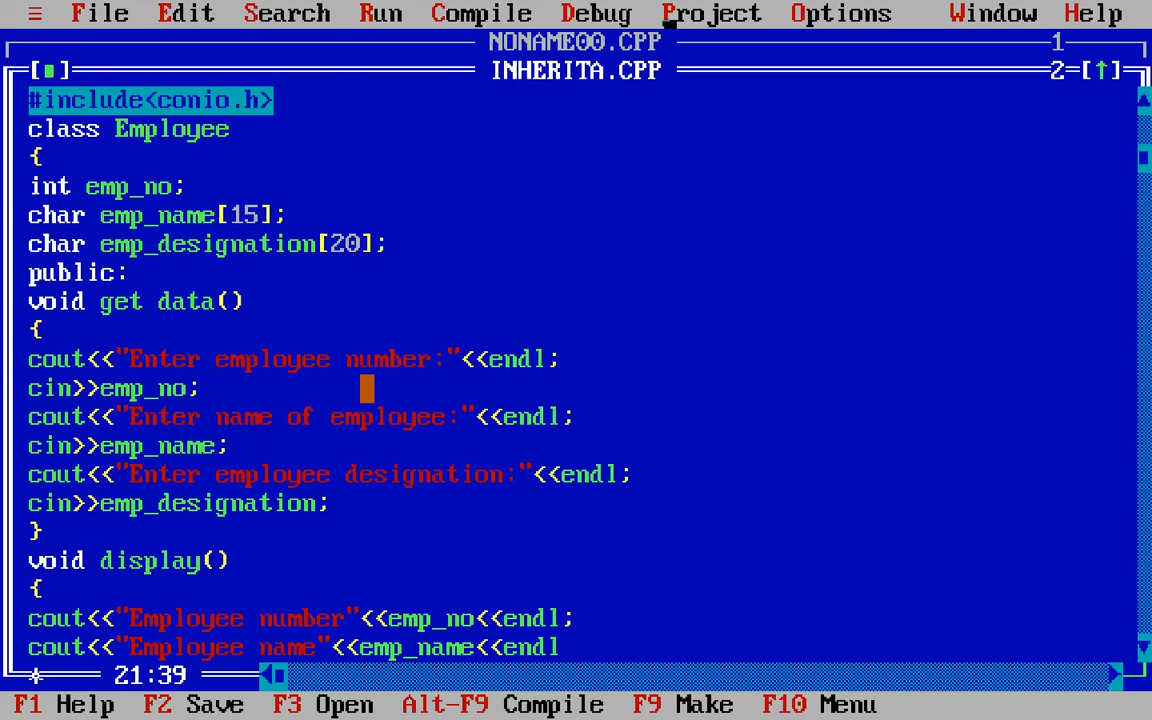 ≡ File Edit Search Run Compile Debug Project Options Window Help
NONAME00.CPP 1
[■] INHERITA.CPP 2=[↑]
#include<conio.h>
class Employee
{
int emp_no;
char emp_name[15];
char emp_designation[20];
public:
void get data()
{
cout<<"Enter employee number:"<<endl;
cin>>emp_no;
cout<<"Enter name of employee:"<<endl;
cin>>emp_name;
cout<<"Enter employee designation:"<<endl;
cin>>emp_designation;
}
void display()
{
cout<<"Employee number"<<emp_no<<endl;
cout<<"Employee name"<<emp_name<<endl
21:39
F1 Help F2 Save F3 Open Alt-F9 Compile F9 Make F10 Menu